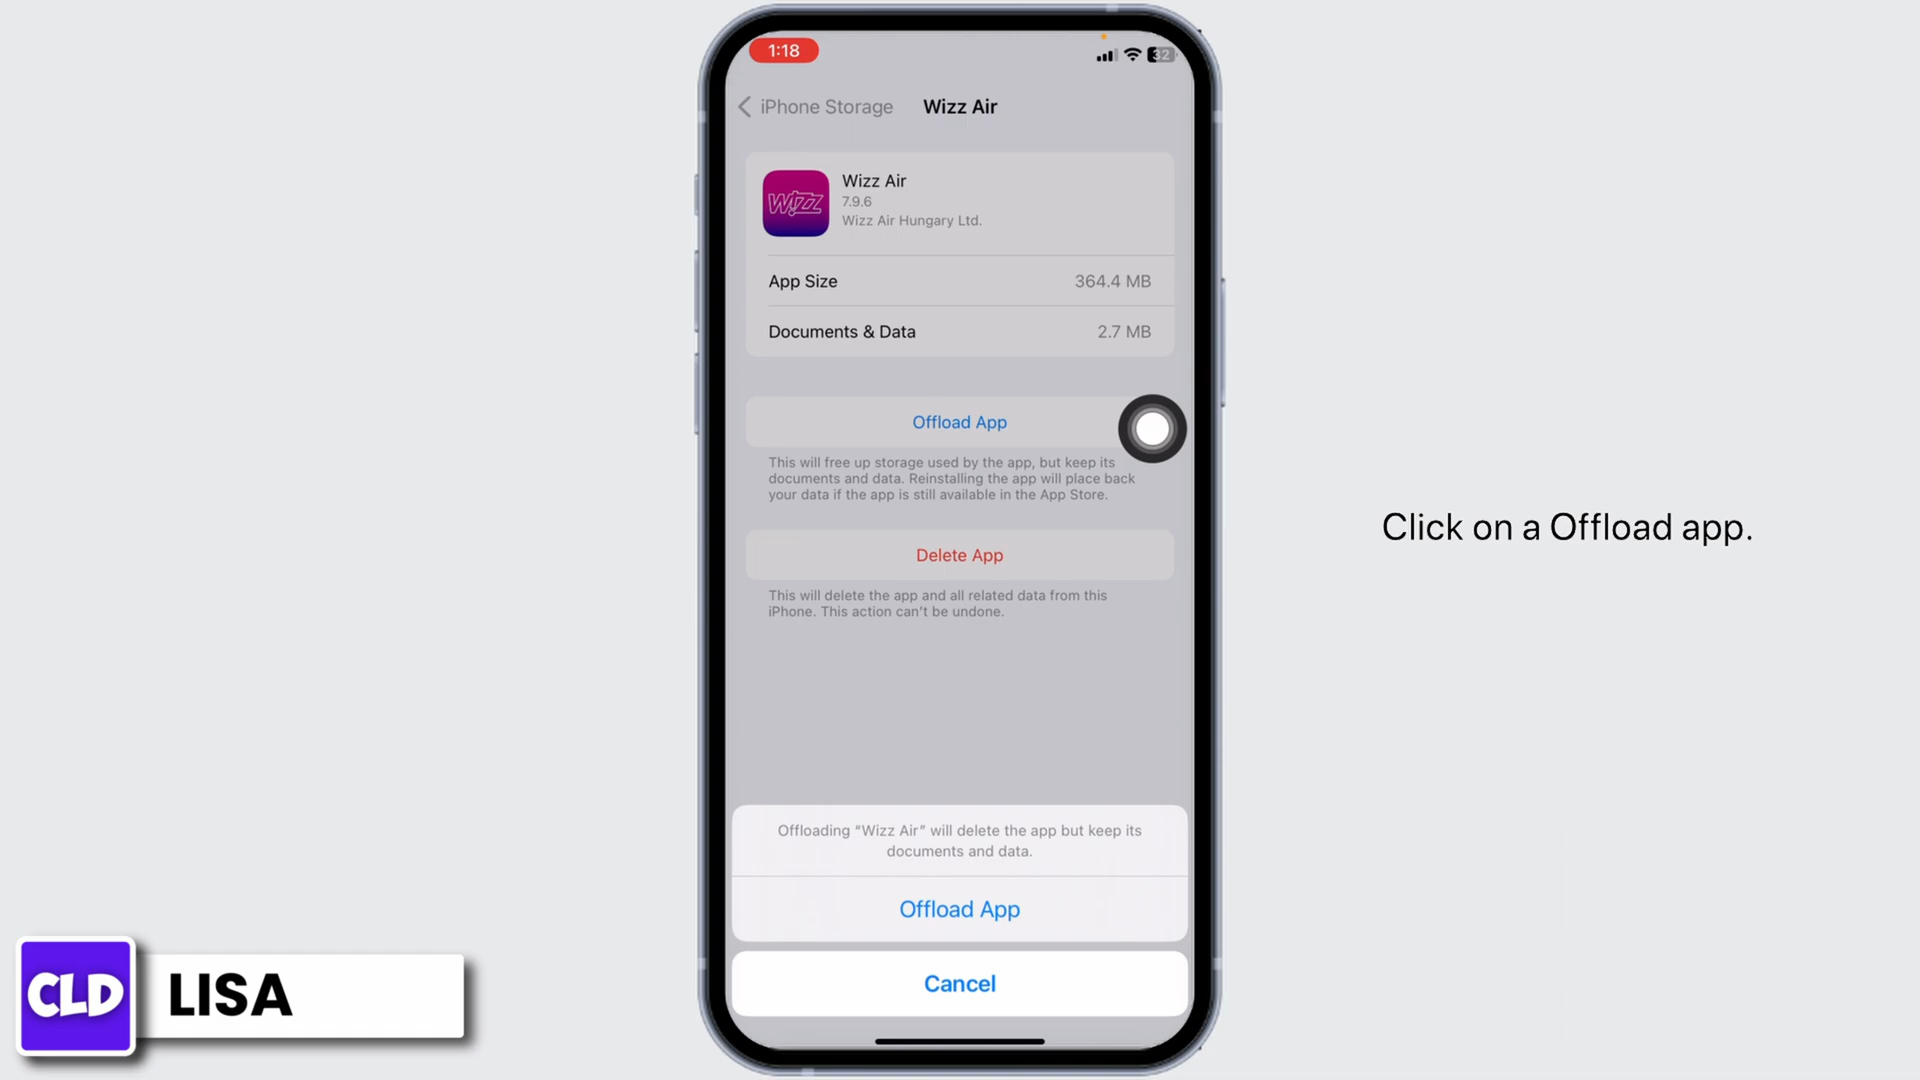 1:18
32
iPhone Storage
Wizz Air
WIZZ
Wizz Air
7.9.6
Wizz Air Hungary Ltd.
App Size
364.4 MB
Documents & Data
2.7 MB
Offload App
This will free up storage used by the app, but keep its
documents and data. Reinstalling the app will place back
your data if the app is still available in the App Store.
Delete App
This will delete the app and all related data from this
iPhone. This action can't be undone.
Offloading “Wizz Air” will delete the app but keep its
documents and data.
Offload App
Cancel
Click on a Offload app.
CLD
LISA